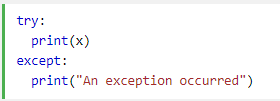 try:
  print(x)
except:
  print("An exception occurred")